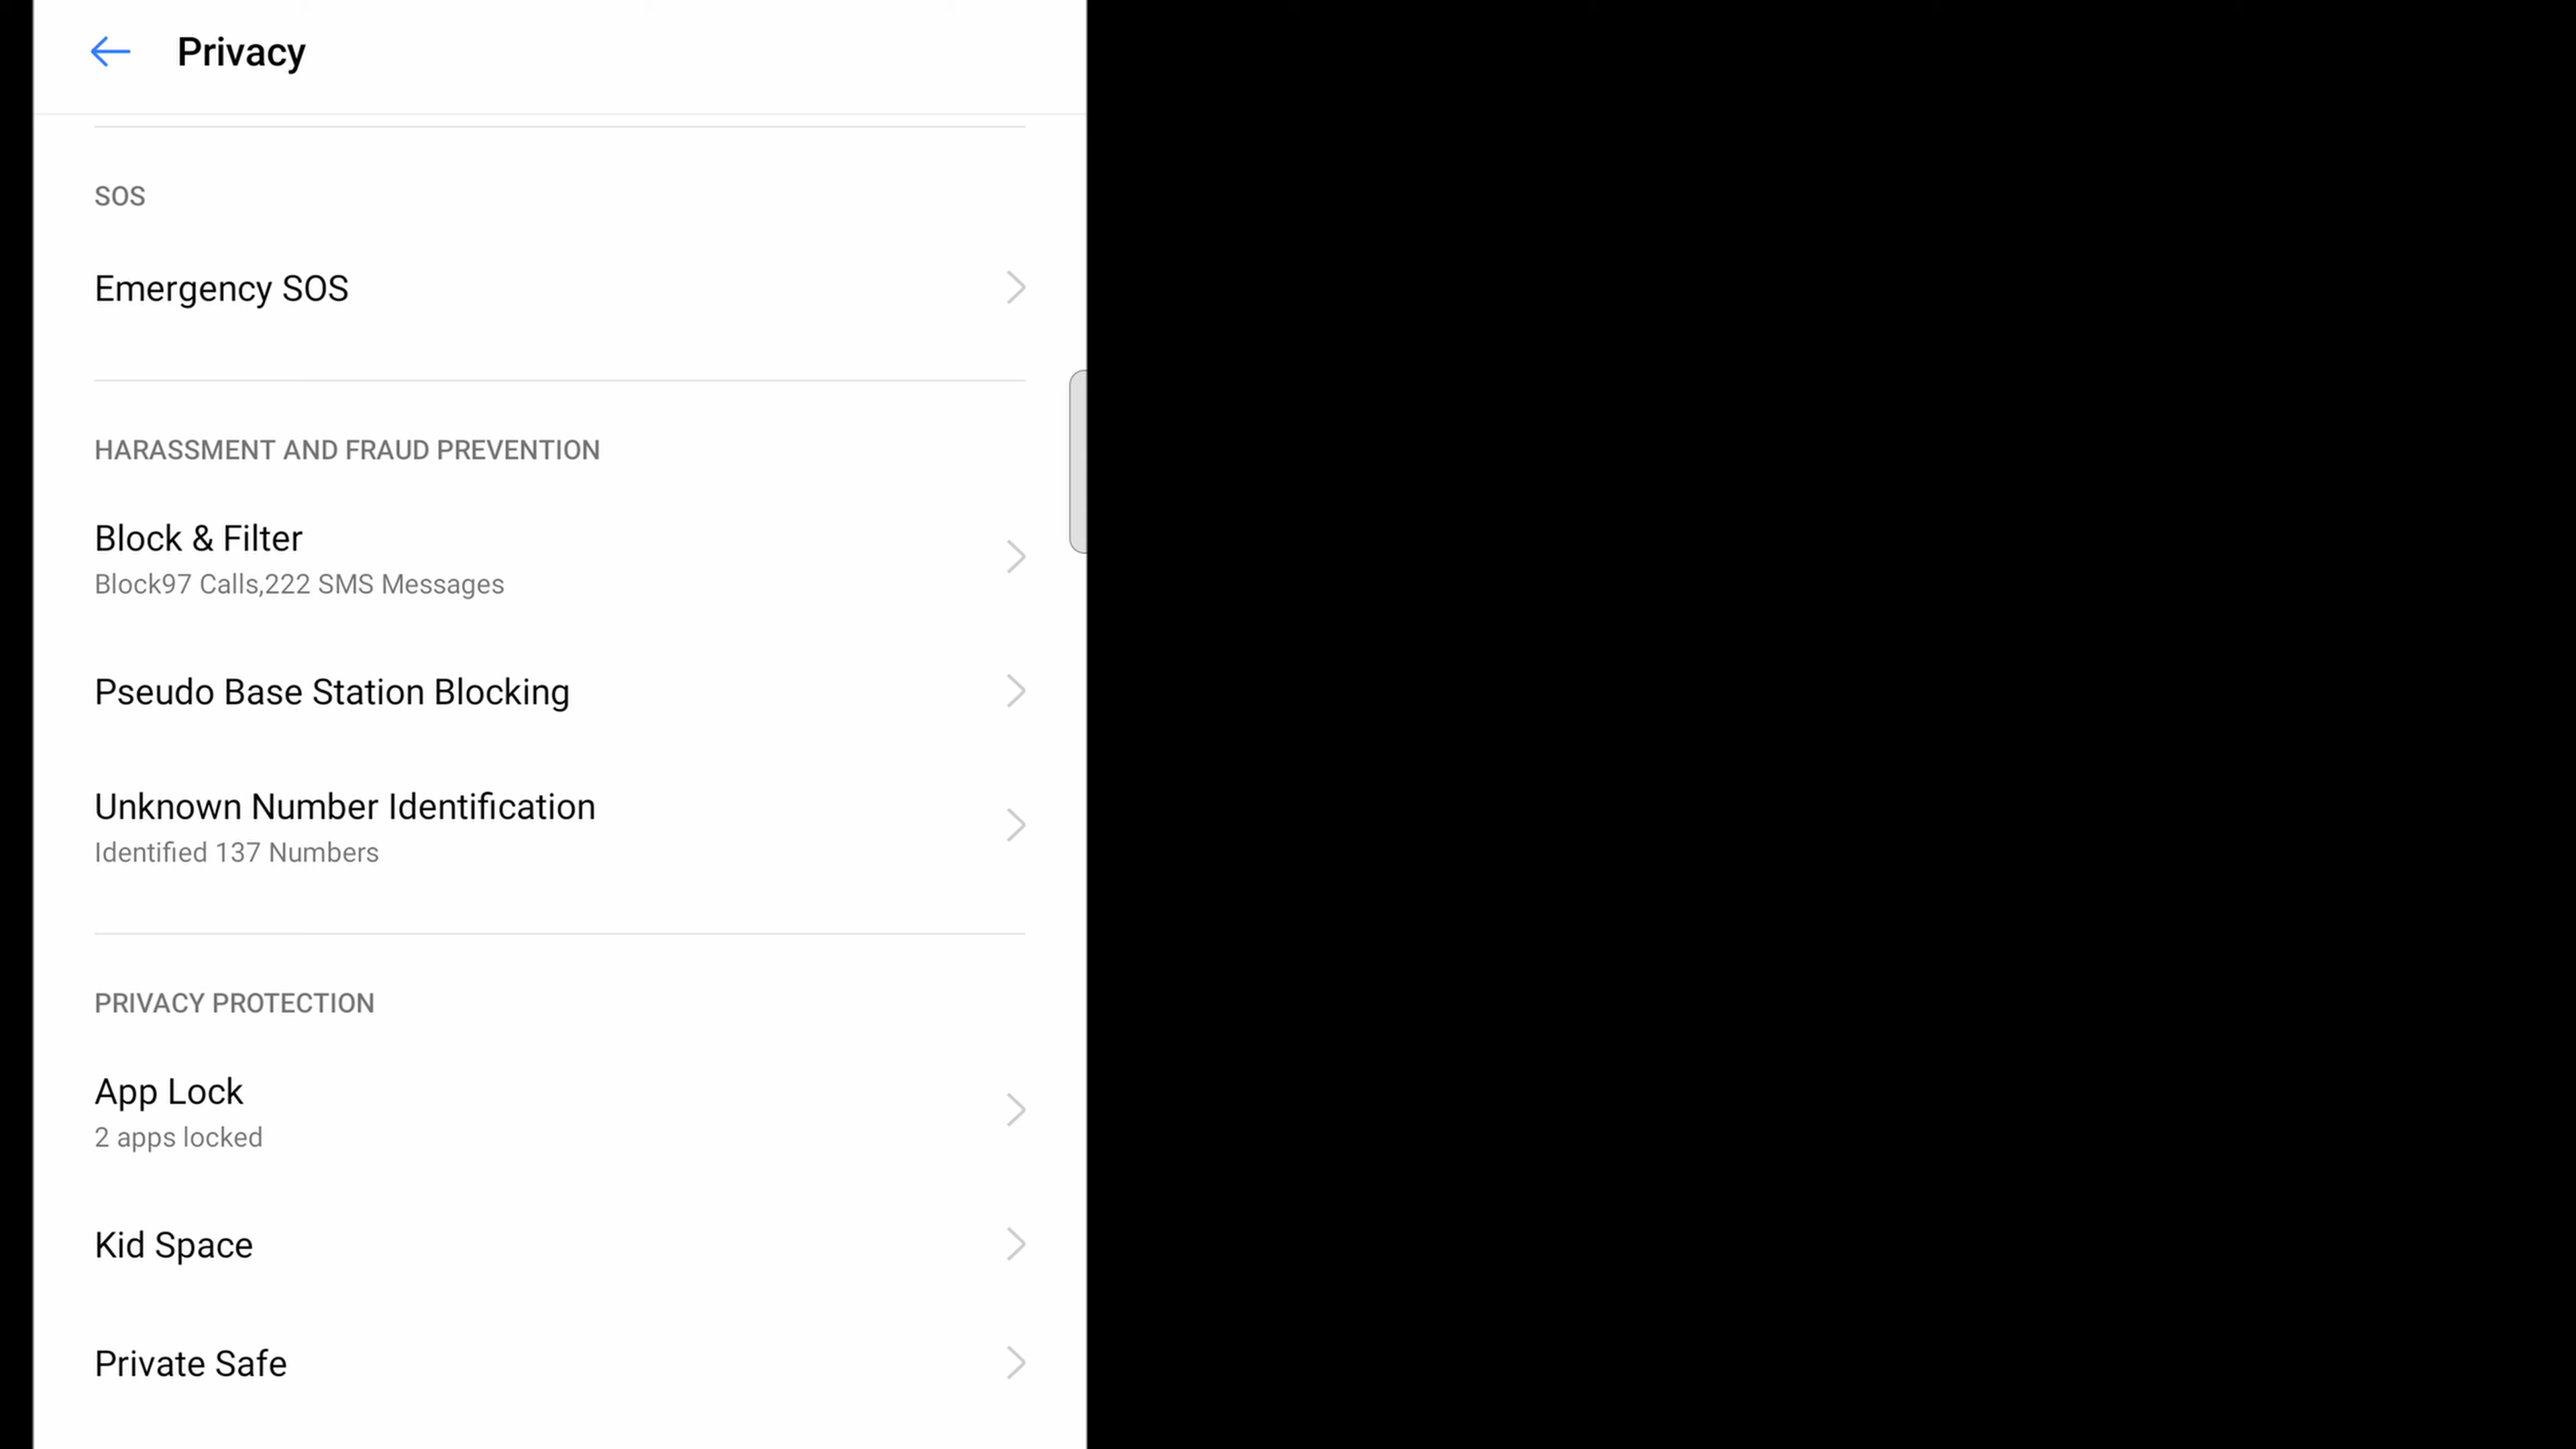 Privacy
SOS
Emergency SOS
HARASSMENT AND FRAUD PREVENTION
Block & Filter
Block97 Calls,222 SMS Messages
Pseudo Base Station Blocking
Unknown Number Identification
Identified 137 Numbers
PRIVACY PROTECTION
App Lock
2 apps locked
Kid Space
Private Safe